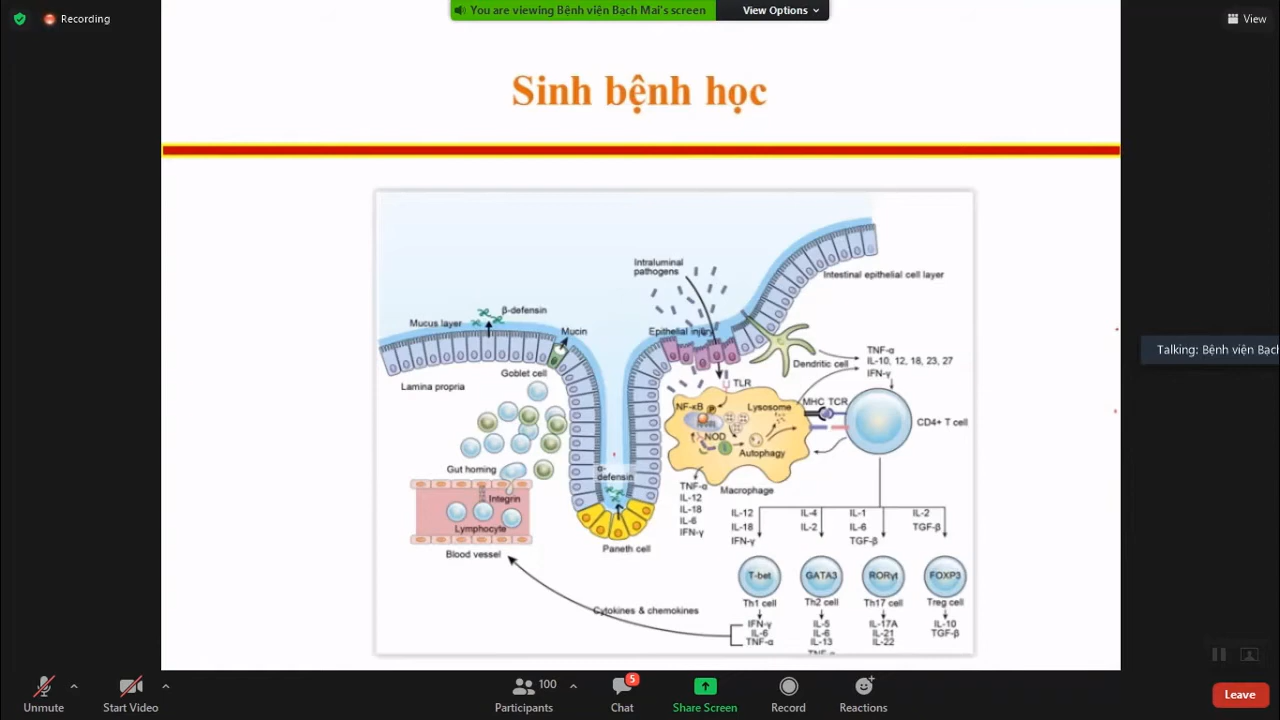 Recording
You are viewing Bệnh viện Bạch Mai's screen
View Options
View
Sinh bệnh học
Intraluminal
pathogens
Intestinal epithelial cell layer
β-defensin
Mucus layer
Mucin
Epithelial injury
Goblet cell
Lamina propria
Dendritic cell
TNF-α
IL-10, 12, 18, 23, 27
IFN-γ
TLR
NF-κB
Lysosome
MHC TCR
CD4+ T cell
NOD
Autophagy
Macrophage
Gut homing
Integrin
Lymphocyte
Blood vessel
α-
defensin
Paneth cell
TNF-α
IL-12
IL-18
IL-6
IFN-γ
IL-12
IL-18
IFN-γ
IL-4
IL-2
IL-1
IL-6
TGF-β
IL-2
TGF-β
T-bet
GATA3
RORγt
FOXP3
Th1 cell
Th2 cell
Th17 cell
Treg cell
Cytokines & chemokines
IFN-γ
IL-6
TNF-α
IL-5
IL-6
IL-13
TNF-α
IL-17A
IL-21
IL-22
IL-10
TGF-β
Talking: Bệnh viện Bạc
Unmute
Start Video
100
Participants
5
Chat
Share Screen
Record
Reactions
Leave